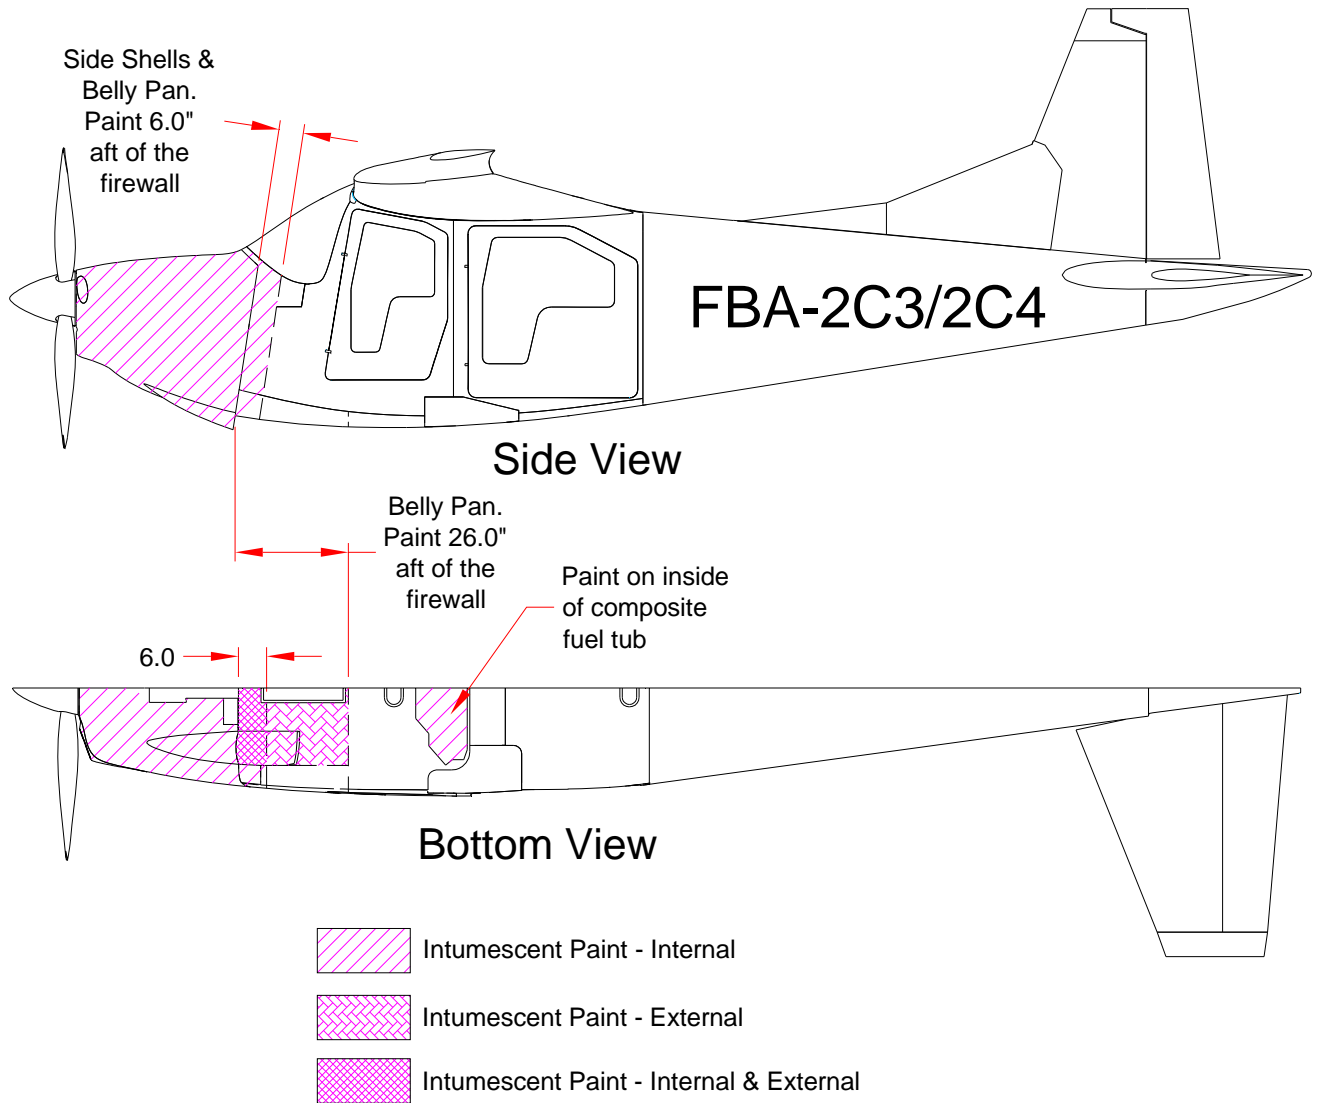 Side Shells &
Belly Pan.
Paint 6.0"
aft of the
firewall
FBA-2C3/2C4
Side View
Belly Pan.
Paint 26.0"
aft of the
firewall
Paint on inside
of composite
fuel tub
6.0
Bottom View
Intumescent Paint - Internal
Intumescent Paint - External
Intumescent Paint - Internal & External